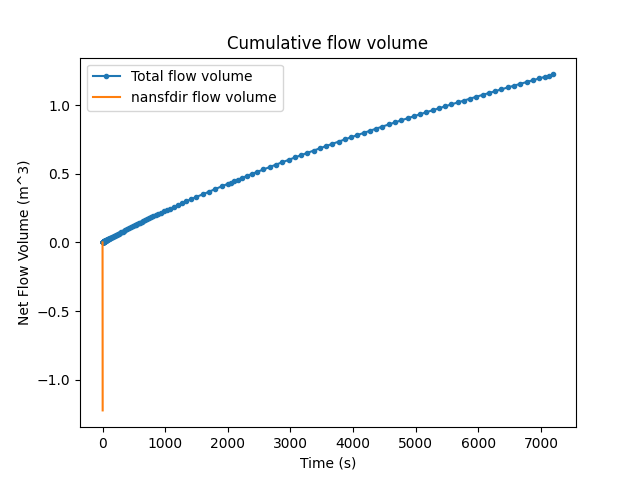 Cumulative flow volume
Total flow volume
nansfdir flow volume
Net Flow Volume (m^3)
1.0
0.5
0.0
−0.5
−1.0
0 1000 2000 3000 4000 5000 6000 7000
Time (s)